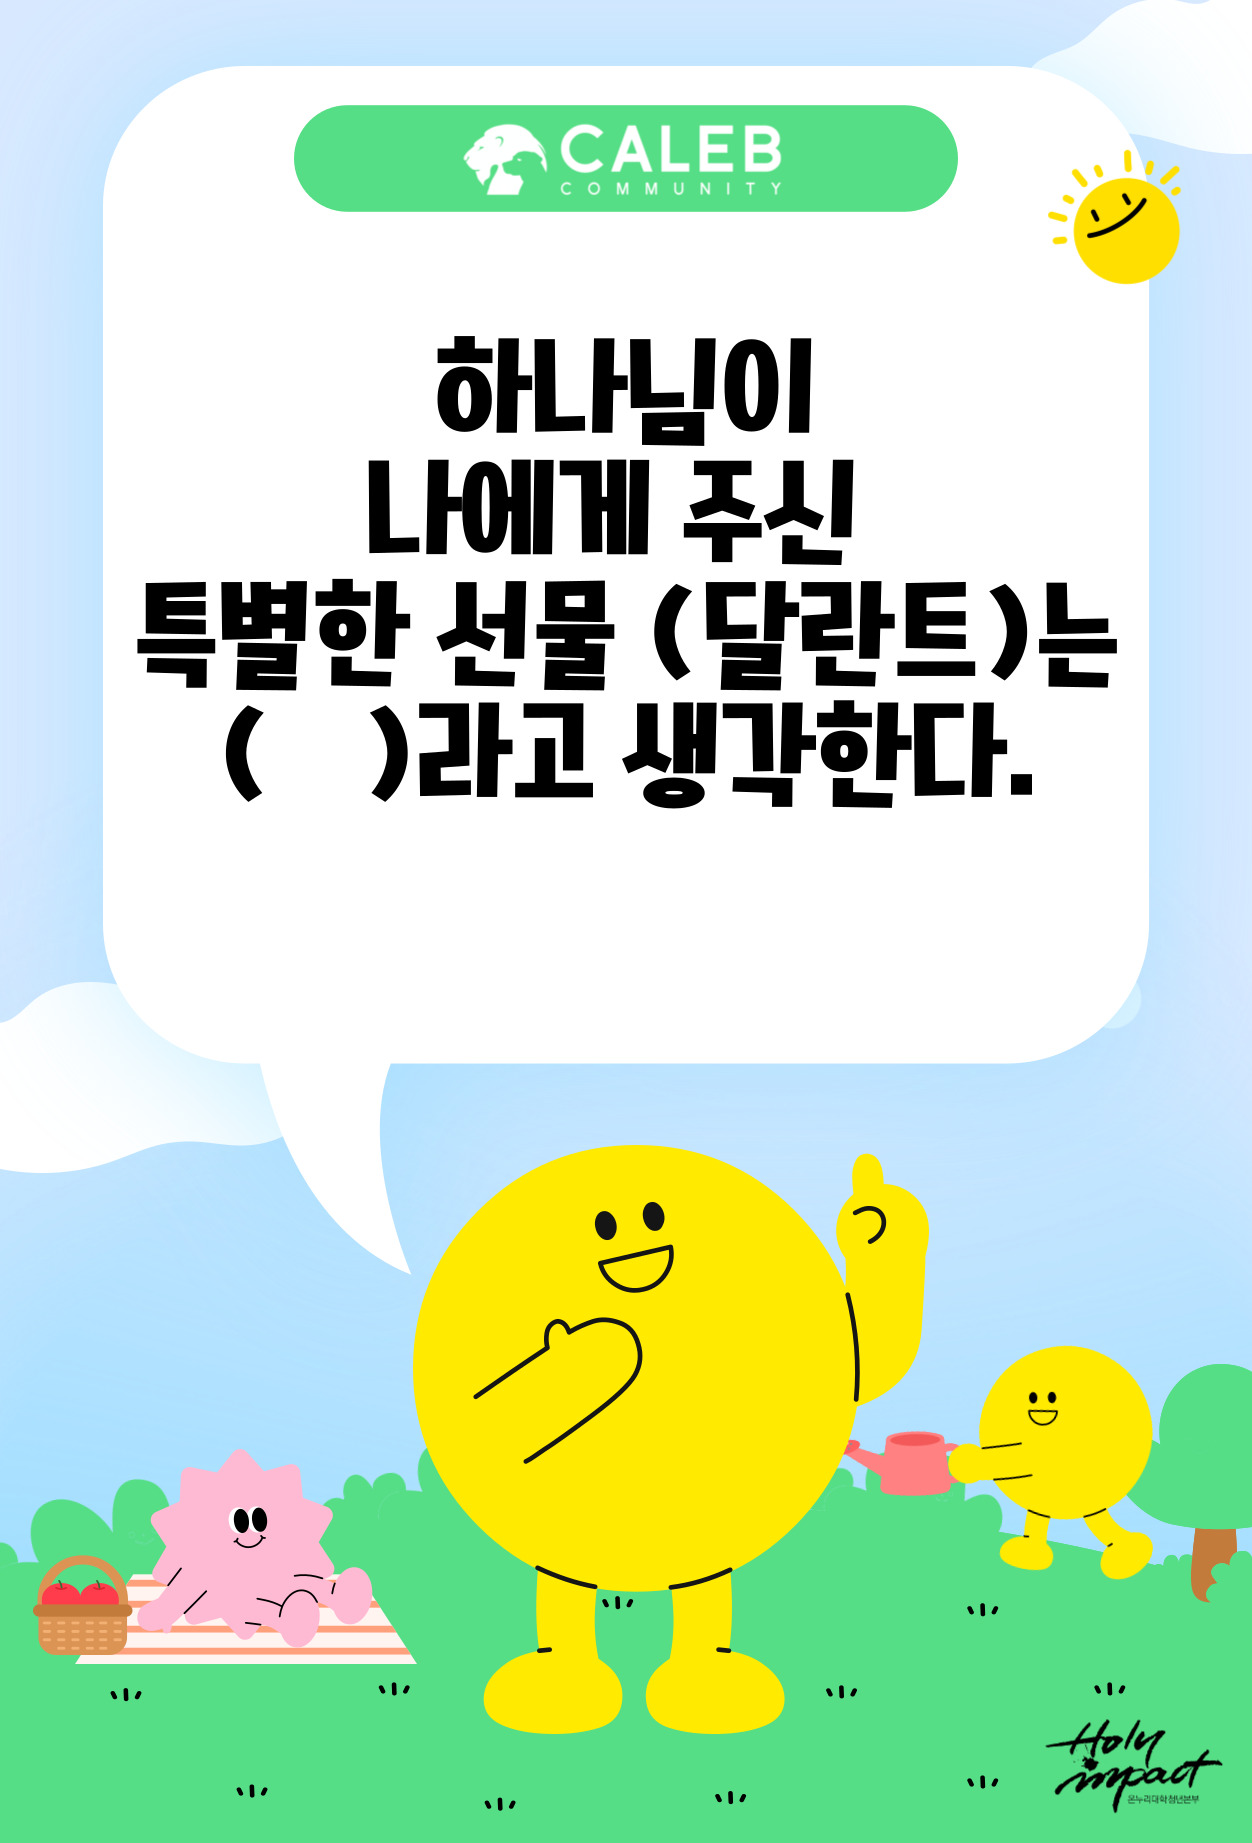 CALEB
COMMUNITY
하나님이
나에게 주신
특별한 선물 (달란트)는
(   )라고 생각한다.
Holy
impact
온누리대학청년본부